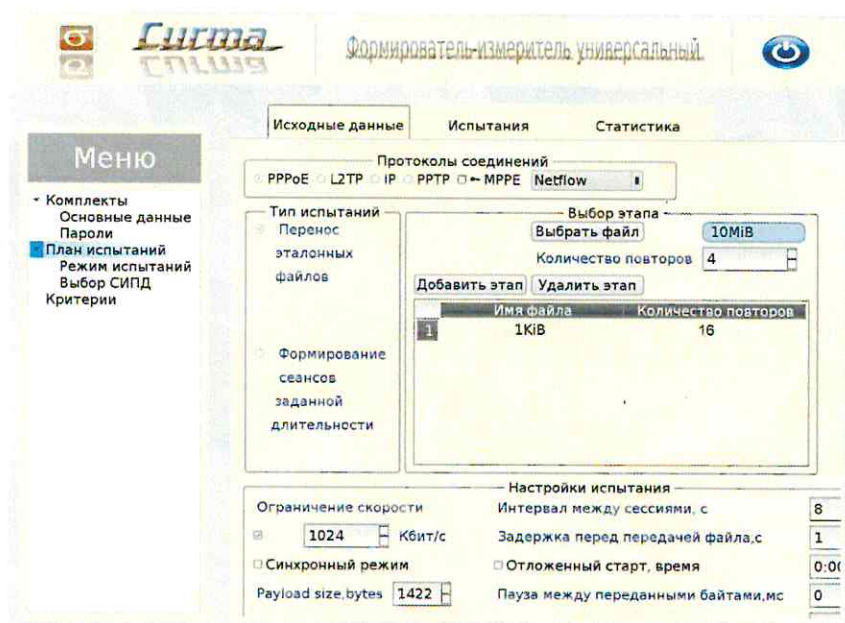 Сигта
Формирователь-измеритель универсальный.
Исходные данные
Испытания
Статистика
Меню
Комплекты
Основные данные
Пароли
План испытаний
Режим испытаний
Выбор СИПД
Критерии
Протоколы соединений
PPPoE
L2TP
IP
PPTP
MPPE
Netflow
Тип испытаний
Перенос
эталонных
файлов
Формирование
сеансов
заданной
длительности
Выбор этапа
Выбрать файл
10MiB
Количество повторов
4
Добавить этап
Удалить этап
Имя файла
Количество повторов
1
1KiB
16
Настройки испытания
Ограничение скорости
1024
Кбит/с
Синхронный режим
Payload size,bytes
1422
Интервал между сессиями, с
8
Задержка перед передачей файла,с
1
Отложенный старт, время
0:00
Пауза между переданными байтами,мс
0